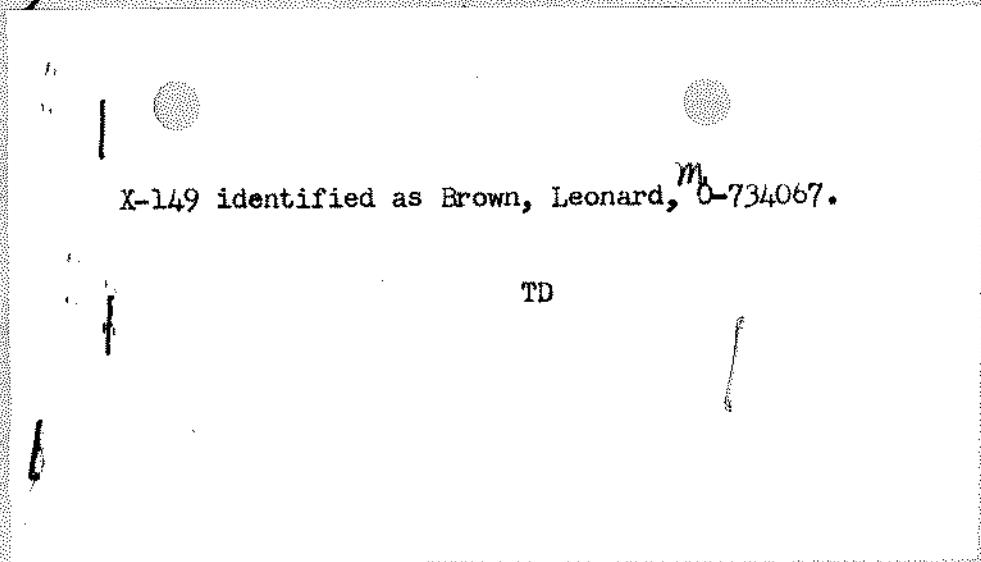 X-149 identified as Brown, Leonard, M. O-734067.
TD